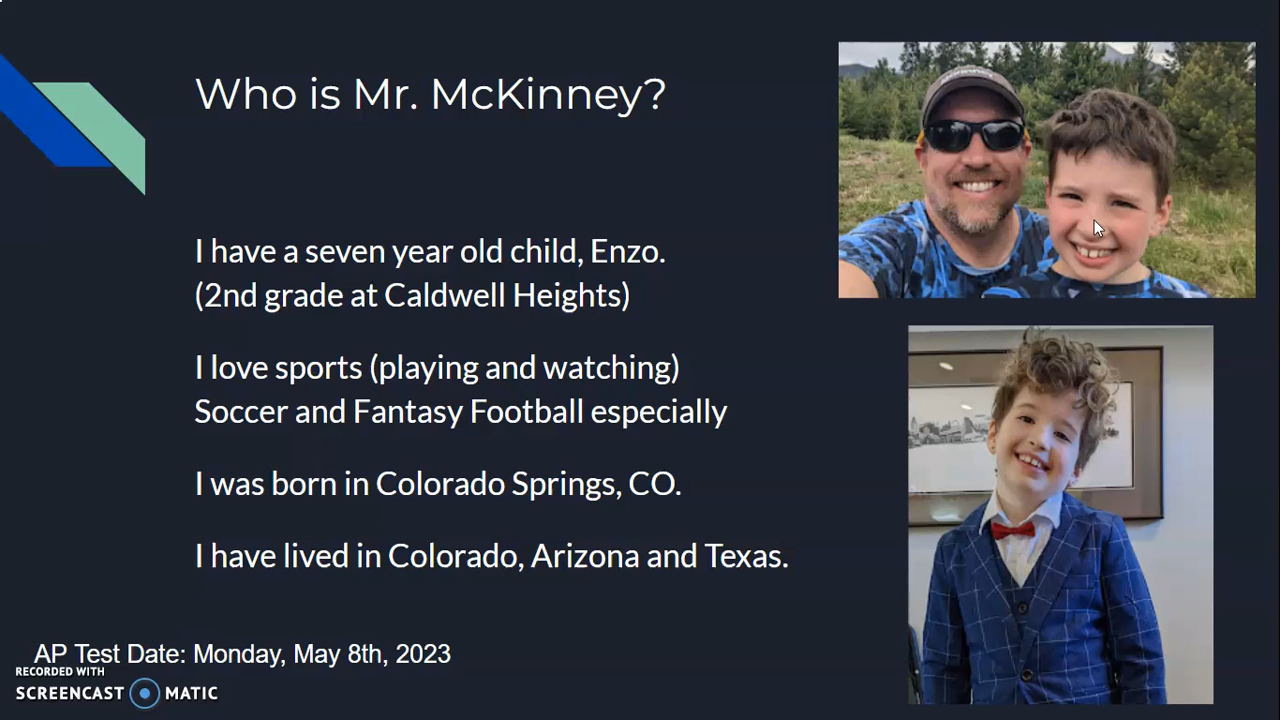 Who is Mr. McKinney?
I have a seven year old child, Enzo.
(2nd grade at Caldwell Heights)
I love sports (playing and watching)
Soccer and Fantasy Football especially
I was born in Colorado Springs, CO.
I have lived in Colorado, Arizona and Texas.
AP Test Date: Monday, May 8th, 2023
RECORDED WITH
SCREENCAST MATIC